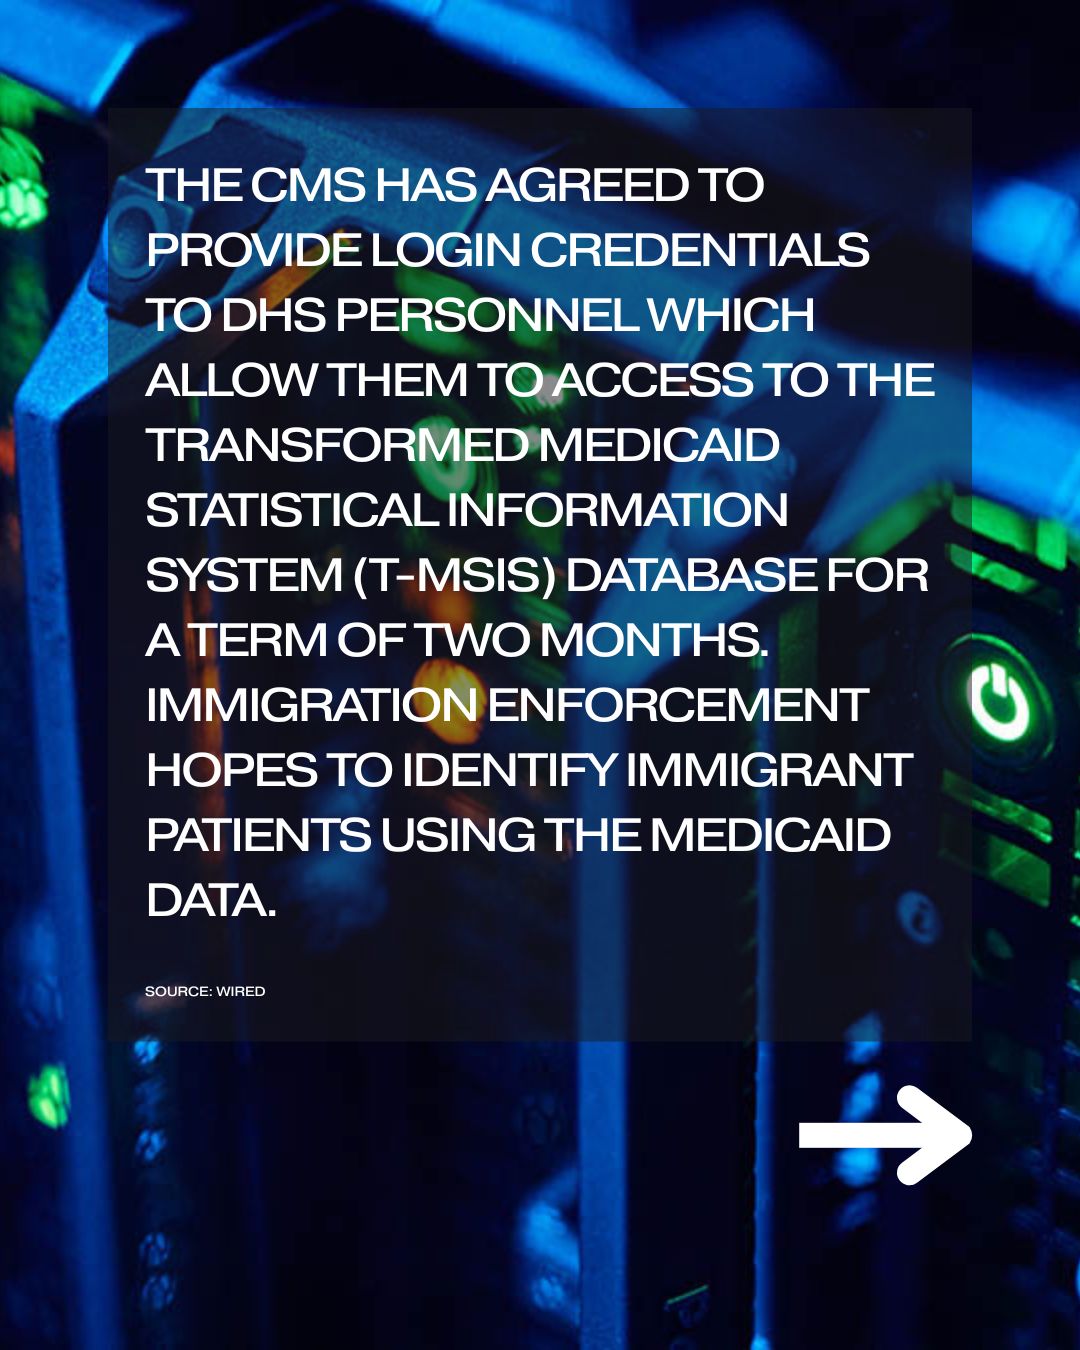 THE CMS HAS AGREED TO
PROVIDE LOGIN CREDENTIALS
TO DHS PERSONNEL WHICH
ALLOW THEM TO ACCESS TO THE
TRANSFORMED MEDICAID
STATISTICAL INFORMATION
SYSTEM (T-MSIS) DATABASE FOR
A TERM OF TWO MONTHS.
IMMIGRATION ENFORCEMENT
HOPES TO IDENTIFY IMMIGRANT
PATIENTS USING THE MEDICAID
DATA.
SOURCE: WIRED